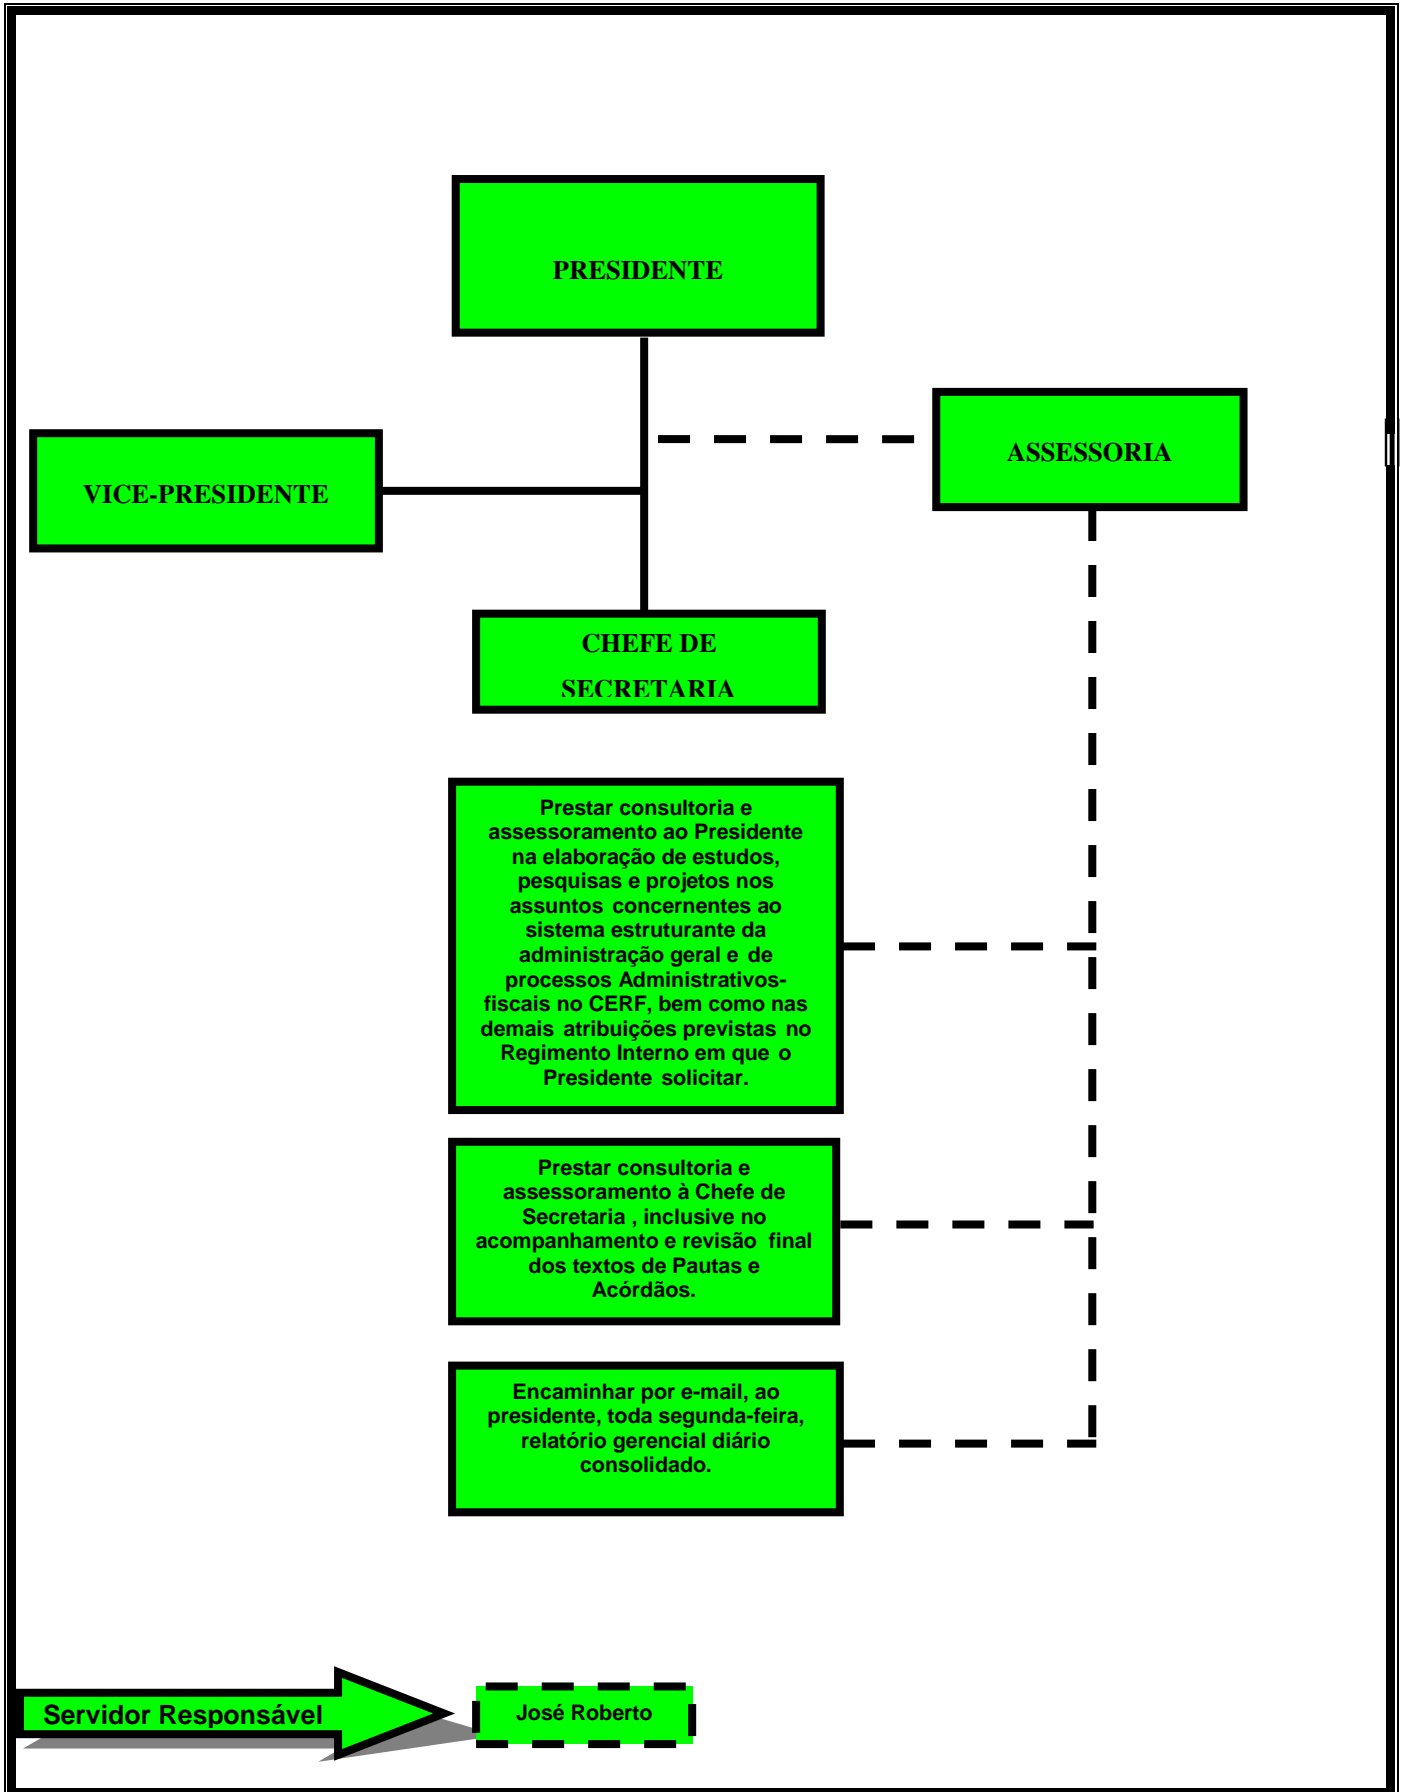 PRESIDENTE
ASSESSORIA
VICE-PRESIDENTE
CHEFE DE
SECRETARIA
Prestar consultoria e
assessoramento ao Presidente
na elaboração de estudos,
pesquisas e projetos nos
assuntos concernentes ao
sistema estruturante da
administração geral e de
processos Administrativos-
fiscais no CERF, bem como nas
demais atribuições previstas no
Regimento Interno em que o
Presidente solicitar.
Prestar consultoria e
assessoramento à Chefe de
Secretaria , inclusive no
acompanhamento e revisão final
dos textos de Pautas e
Acórdãos.
Encaminhar por e-mail, ao
presidente, toda segunda-feira,
relatório gerencial diário
consolidado.
Servidor Responsável
José Roberto